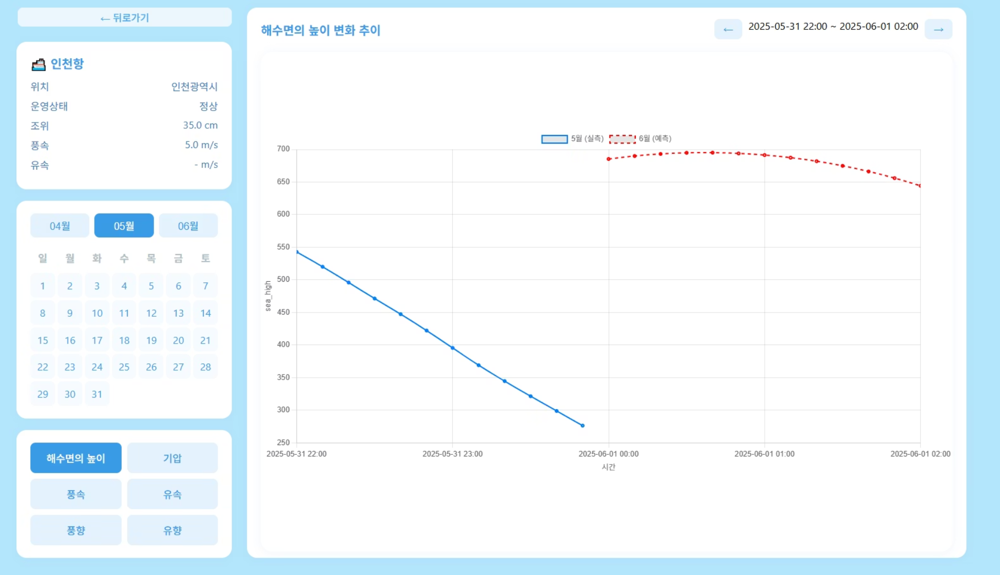 ← 뒤로가기
인천항
위치 인천광역시
운영상태 정상
조위 35.0 cm
풍속 5.0 m/s
유속 - m/s
04월 05월 06월
일 월 화 수 목 금 토
1 2 3 4 5 6 7
8 9 10 11 12 13 14
15 16 17 18 19 20 21
22 23 24 25 26 27 28
29 30 31
해수면의 높이 기압
풍속 유속
풍향 유향
해수면의 높이 변화 추이
← 2025-05-31 22:00 ~ 2025-06-01 02:00 →
5월 (실측) 6월 (예측)
700
650
600
550
500
450
400
350
300
250
sea_high
2025-05-31 22:00 2025-05-31 23:00 2025-06-01 00:00 2025-06-01 01:00 2025-06-01 02:00
시간